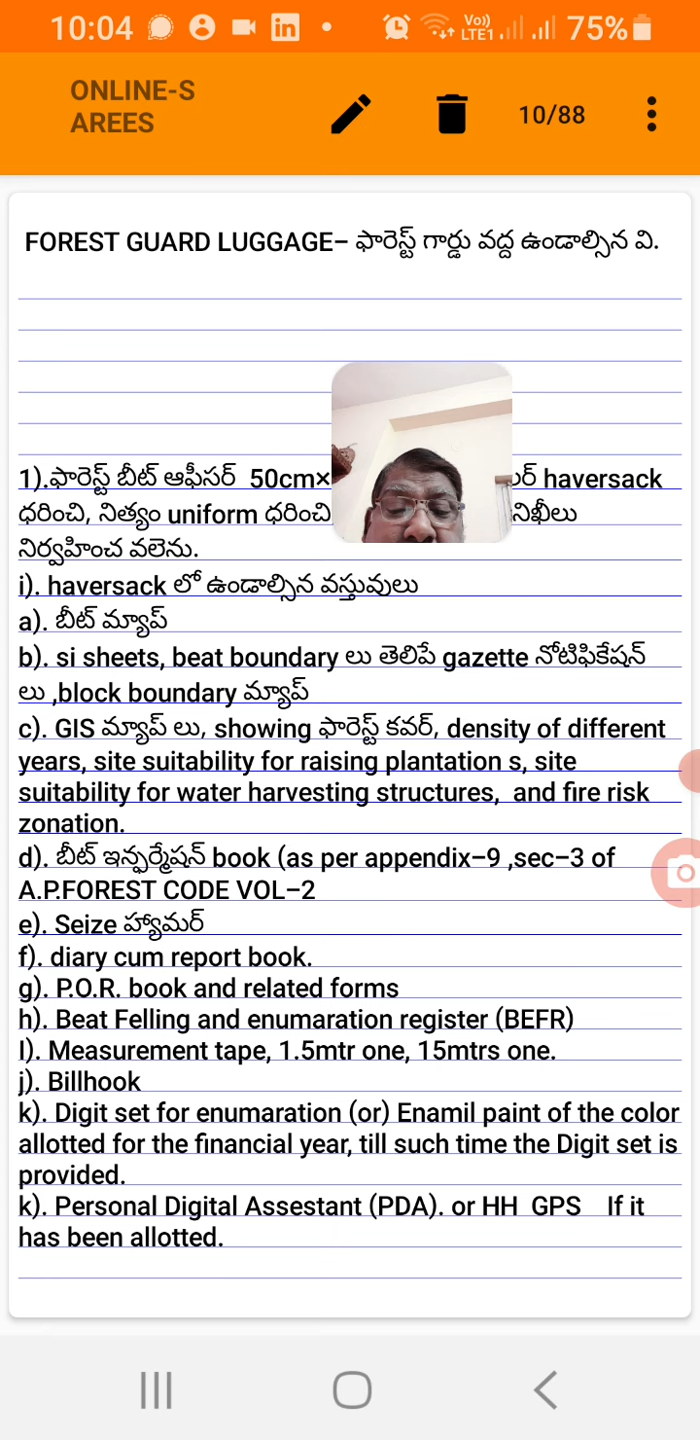 10:04 Vo)) LTE1 75%
ONLINE-S
AREES
10/88
FOREST GUARD LUGGAGE– ఫారెస్ట్ గార్డు వద్ద ఉండాల్సిన వి.
1).ఫారెస్ట్ బీట్ ఆఫీసర్ 50cm× haversack
ధరించి, నిత్యం uniform ధరించి
నిర్వహించ వలెను.
i). haversack లో ఉండాల్సిన వస్తువులు
a). బీట్ మ్యాప్
b). si sheets, beat boundary లు తెలిపే gazette నోటిఫికేషన్
లు ,block boundary మ్యాప్
c). GIS మ్యాప్ లు, showing ఫారెస్ట్ కవర్, density of different
years, site suitability for raising plantation s, site
suitability for water harvesting structures, and fire risk
zonation.
d). బీట్ ఇన్ఫర్మేషన్ book (as per appendix–9 ,sec–3 of
A.P.FOREST CODE VOL–2
e). Seize హ్యామర్
f). diary cum report book.
g). P.O.R. book and related forms
h). Beat Felling and enumaration register (BEFR)
I). Measurement tape, 1.5mtr one, 15mtrs one.
j). Billhook
k). Digit set for enumaration (or) Enamil paint of the color
allotted for the financial year, till such time the Digit set is
provided.
k). Personal Digital Assestant (PDA). or HH GPS If it
has been allotted.